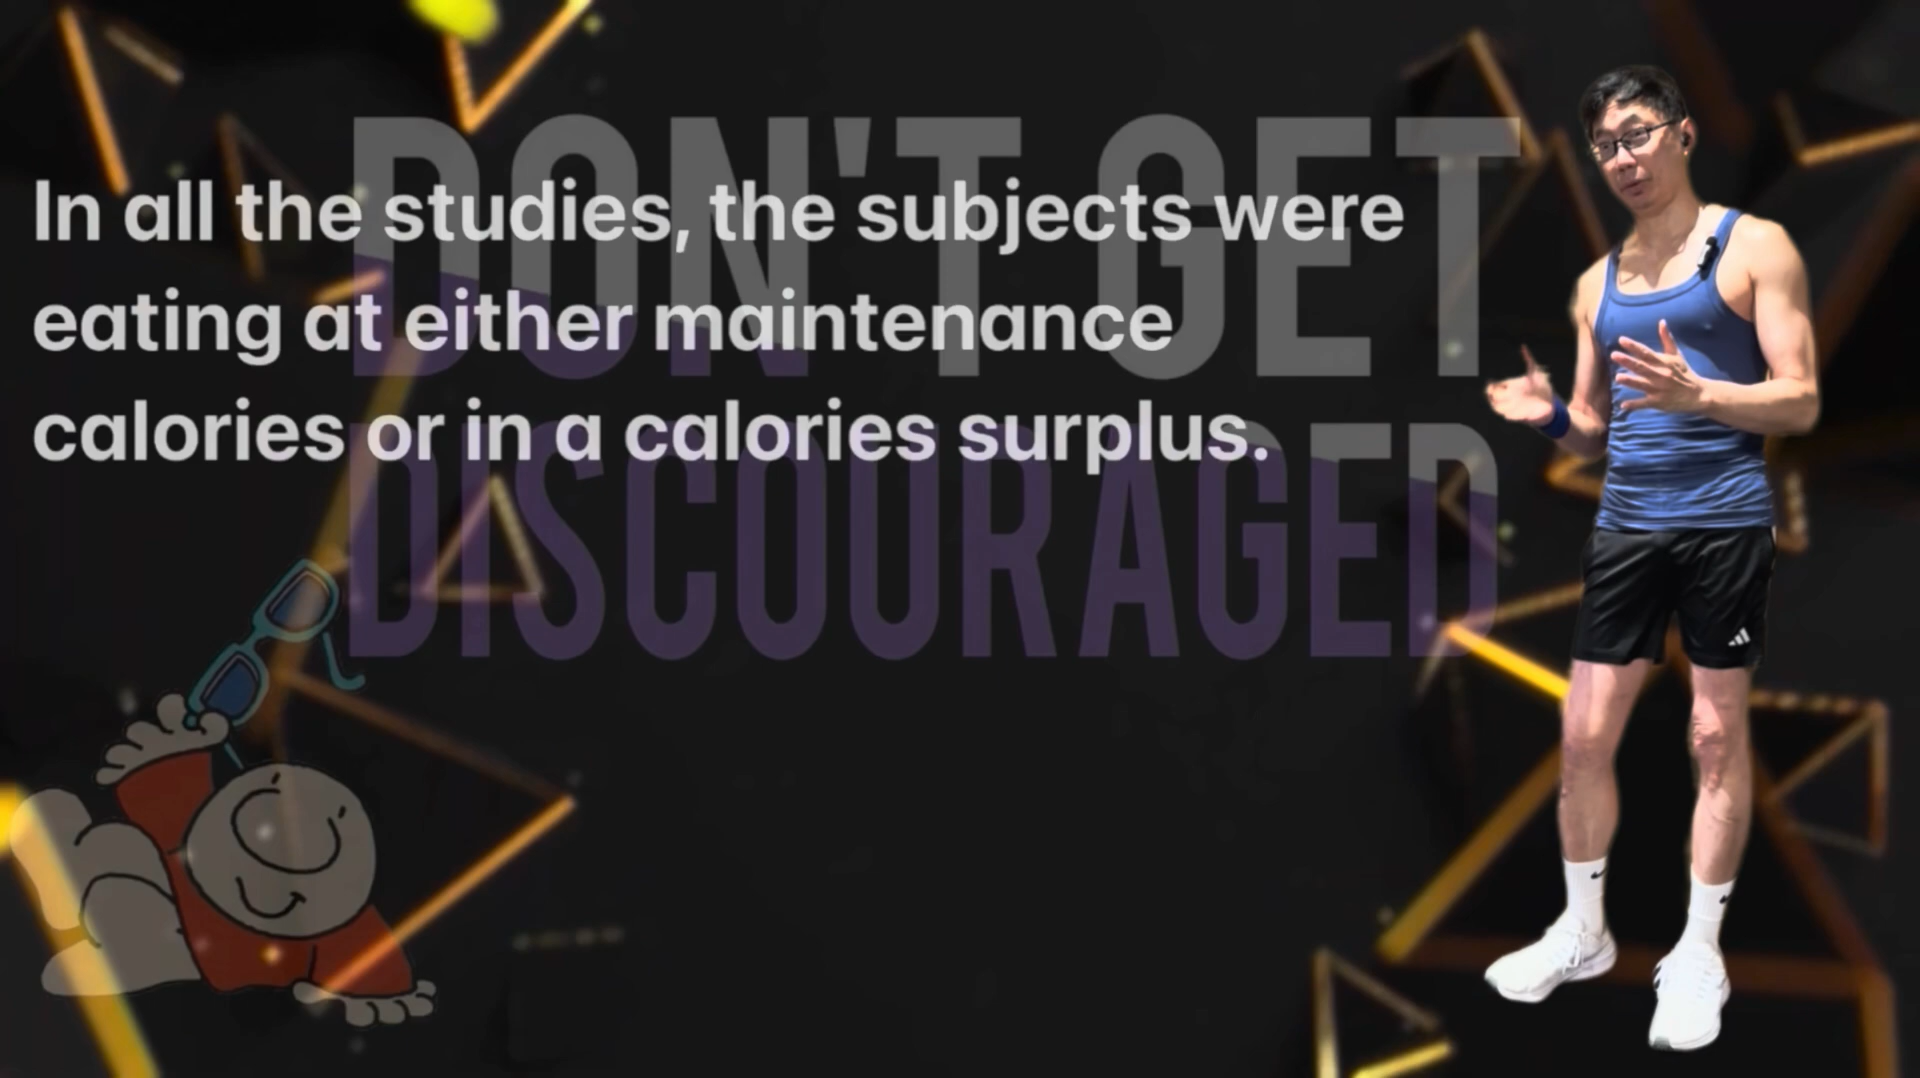 DON'T GET
DISCOURAGED
In all the studies, the subjects were
eating at either maintenance
calories or in a calories surplus.